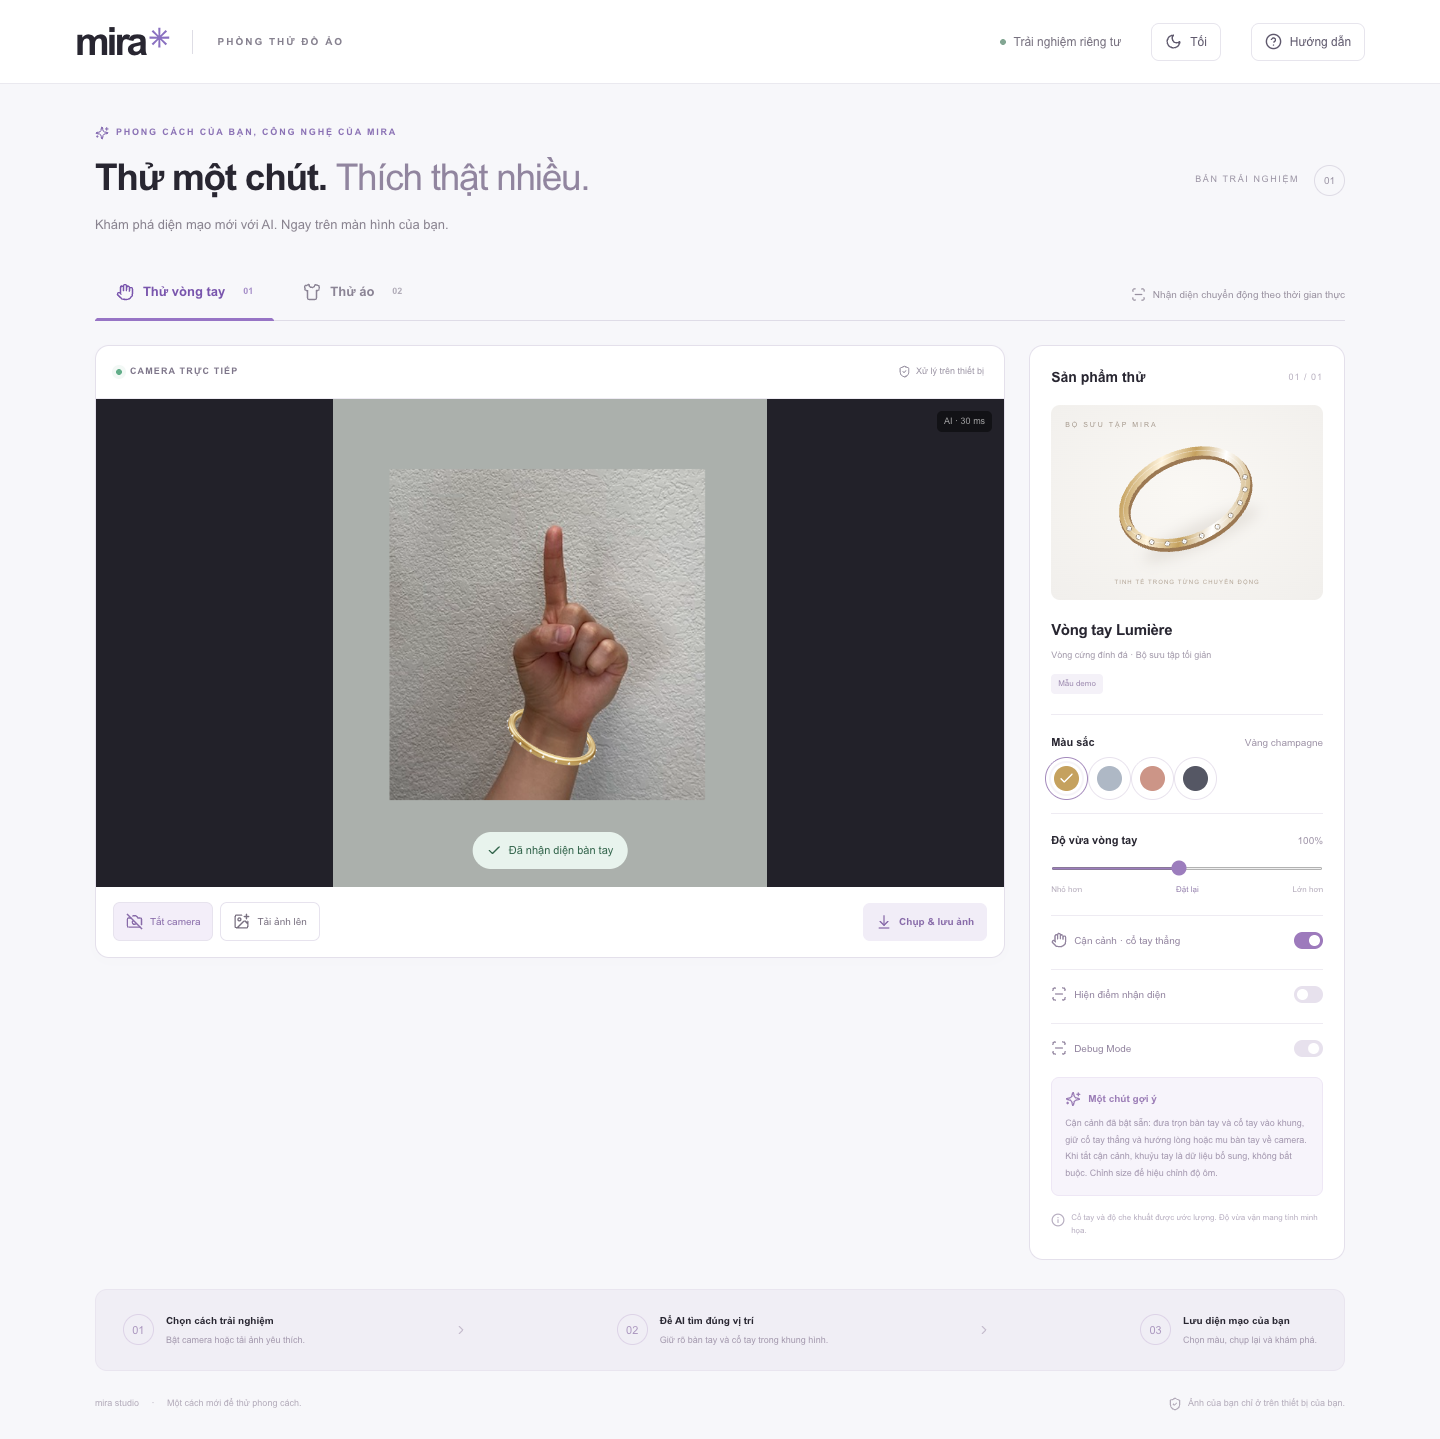 mira
PHÒNG THỬ ĐỒ ẢO
Trải nghiệm riêng tư
Tối
Hướng dẫn
PHONG CÁCH CỦA BẠN, CÔNG NGHỆ CỦA MIRA
Thử một chút. Thích thật nhiều.
BẢN TRẢI NGHIỆM 01
Khám phá diện mạo mới với AI. Ngay trên màn hình của bạn.
Thử vòng tay 01
Thử áo 02
Nhận diện chuyển động theo thời gian thực
CAMERA TRỰC TIẾP
Xử lý trên thiết bị
AI · 30 ms
Đã nhận diện bàn tay
Tắt camera
Tải ảnh lên
Chụp & lưu ảnh
Sản phẩm thử
01 / 01
BỘ SƯU TẬP MIRA
TINH TẾ TRONG TỪNG CHUYỂN ĐỘNG
Vòng tay Lumière
Vòng cứng đính đá · Bộ sưu tập tối giản
Mẫu demo
Màu sắc
Vàng champagne
Độ vừa vòng tay
100%
Nhỏ hơn
Đặt lại
Lớn hơn
Cận cảnh · cổ tay thẳng
Hiện điểm nhận diện
Debug Mode
Một chút gợi ý
Cận cảnh đã bật sẵn: đưa trọn bàn tay và cổ tay vào khung,
giữ cổ tay thẳng và hướng lòng hoặc mu bàn tay về camera.
Khi tắt cận cảnh, khuỷu tay là dữ liệu bổ sung, không bắt
buộc. Chỉnh size để hiệu chỉnh độ ôm.
Cổ tay và độ che khuất được ước lượng. Độ vừa vặn mang tính minh
họa.
01
Chọn cách trải nghiệm
Bật camera hoặc tải ảnh yêu thích.
02
Để AI tìm đúng vị trí
Giữ rõ bàn tay và cổ tay trong khung hình.
03
Lưu diện mạo của bạn
Chọn màu, chụp lại và khám phá.
mira studio · Một cách mới để thử phong cách.
Ảnh của bạn chỉ ở trên thiết bị của bạn.